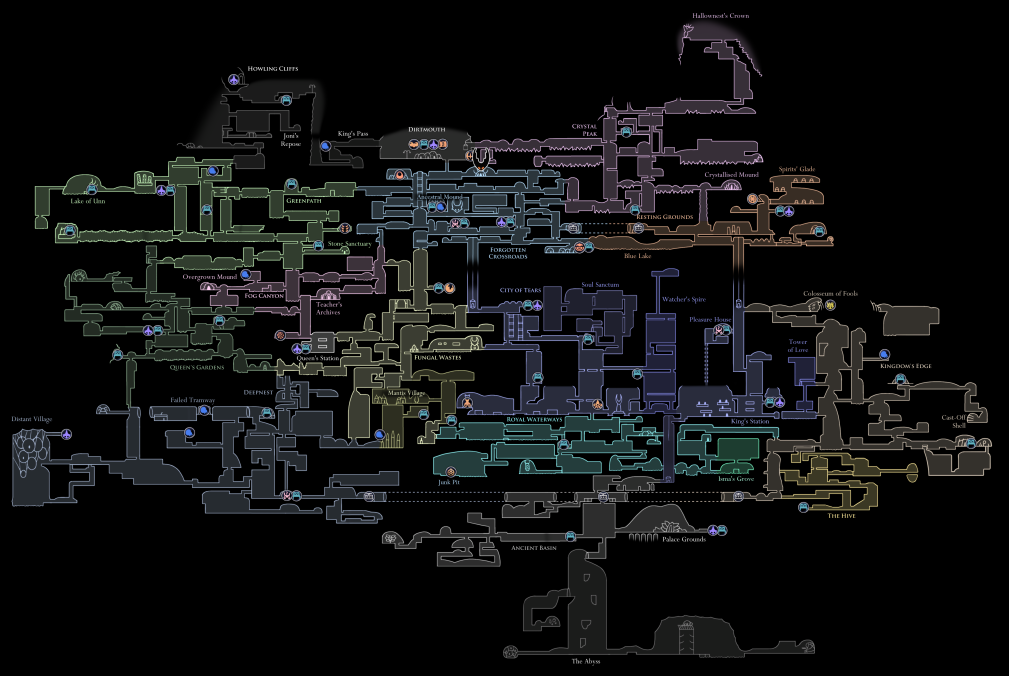 Hallownest's Crown
Howling Cliffs
Joni's
Repose
King's Pass
Dirtmouth
Crystal
Peak
Crystallised Mound
Spirits' Glade
Lake of Unn
Greenpath
Ancestral Mound
Resting Grounds
Stone Sanctuary
Forgotten
Crossroads
Blue Lake
Overgrown Mound
Fog Canyon
Teacher's
Archives
City of Tears
Soul Sanctum
Watcher's Spire
Pleasure House
Colosseum of Fools
Tower
of Love
Queen's Station
Fungal Wastes
Queen's Gardens
Kingdom's Edge
Deepnest
Mantis Village
Failed Tramway
Distant Village
Royal Waterways
King's Station
Cast-Off
Shell
Junk Pit
Isma's Grove
The Hive
Ancient Basin
Palace Grounds
The Abyss